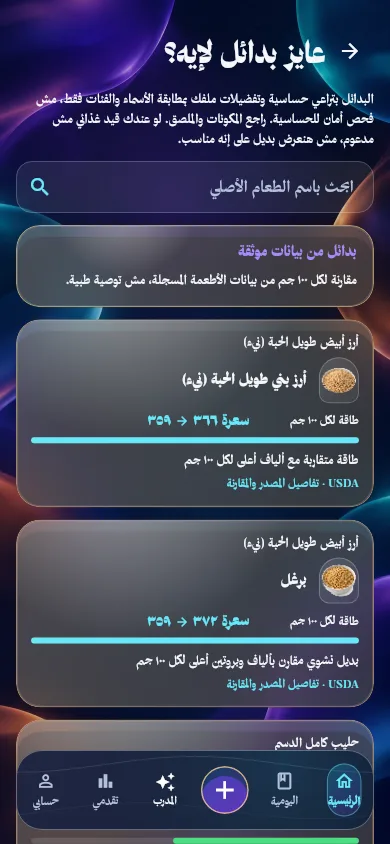 عايز بدائل لإيه؟
البدائل بتراعي حساسية وتفضيلات ملفك بمطابقة الأسماء والفئات فقط، مش
فحص أمان للحساسية. راجع المكونات والملصق. لو عندك قيد غذائي مش
مدعوم، مش هنعرض بديل على إنه مناسب.
ابحث باسم الطعام الأصلي
بدائل من بيانات موثقة
مقارنة لكل ١٠٠ جم من بيانات الأطعمة المسجلة، مش توصية طبية.
أرز أبيض طويل الحبة (نيء)
أرز بني طويل الحبة (نيء)
طاقة لكل ١٠٠ جم
٣٥٩ → ٣٦٦ سعرة
طاقة متقاربة مع ألياف أعلى لكل ١٠٠ جم
USDA - تفاصيل المصدر والمقارنة
أرز أبيض طويل الحبة (نيء)
برغل
طاقة لكل ١٠٠ جم
٣٥٩ → ٣٧٢ سعرة
بديل نشوي مقارن بألياف وبروتين أعلى لكل ١٠٠ جم
USDA - تفاصيل المصدر والمقارنة
حليب كامل الدسم
الرئيسية
اليومية
المدرب
تقدمي
حسابي